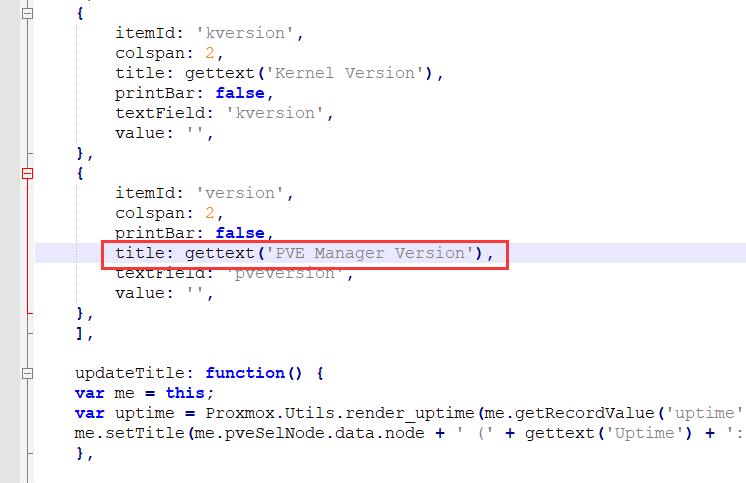 {
itemId: 'kversion',
colspan: 2,
title: gettext('Kernel Version'),
printBar: false,
textField: 'kversion',
value: '',
},
{
itemId: 'version',
colspan: 2,
printBar: false,
title: gettext('PVE Manager Version'),
textField: 'pveversion',
value: '',
},
],
updateTitle: function() {
var me = this;
var uptime = Proxmox.Utils.render_uptime(me.getRecordValue('uptime'
me.setTitle(me.pveSelNode.data.node + ' (' + gettext('Uptime') + ':
},